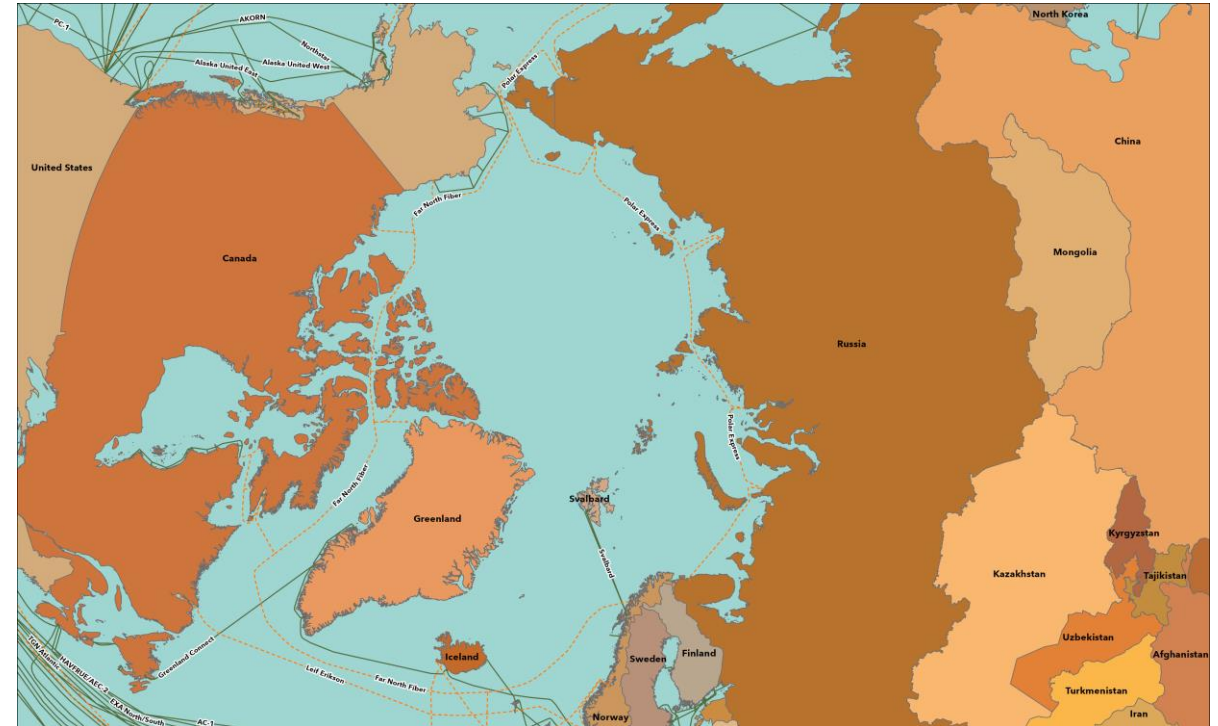 North Korea
PC-1
AKORN
Northstar
Alaska United East
Alaska United West
Polar Express
China
United States
Far North Fiber
Polar Express
Canada
Mongolia
Russia
Polar Express
Far North Fiber
Svalbard
Greenland
Kyrgyzstan
Svalbard
Kazakhstan
Tajikistan
Uzbekistan
Greenland Connect
Iceland
Sweden
Finland
Afghanistan
TGN Atlantic
HAVFRUE/AEC-2
Leif Erikson
Far North Fiber
Turkmenistan
EXA North/South
AC-1
Norway
Iran